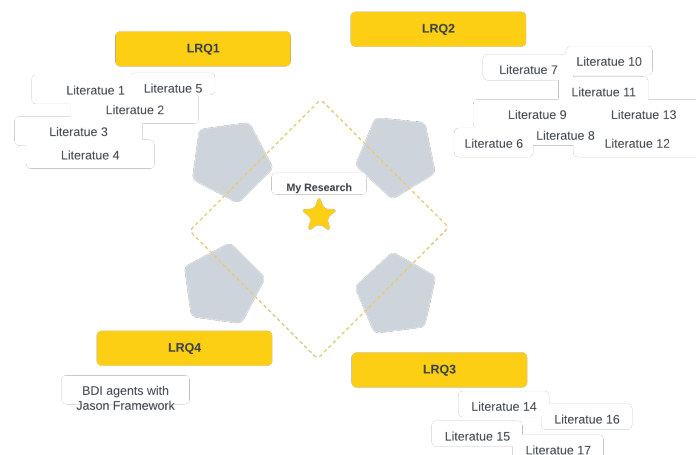 LRQ1
LRQ2
Literatue 1
Literatue 5
Literatue 2
Literatue 3
Literatue 4
Literatue 10
Literatue 7
Literatue 11
Literatue 9
Literatue 13
Literatue 8
Literatue 6
Literatue 12
My Research
LRQ4
BDI agents with
Jason Framework
LRQ3
Literatue 14
Literatue 16
Literatue 15
Literatue 17